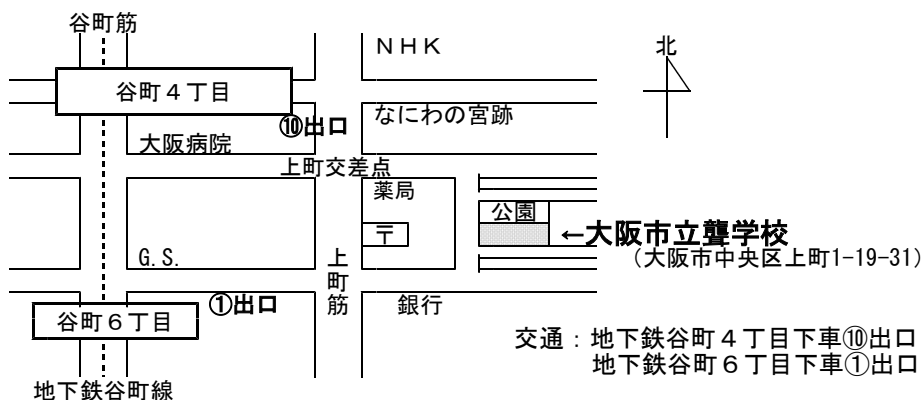 谷町筋
NHK
北
谷町4丁目
⑩出口
なにわの宮跡
大阪病院
上町交差点
薬局
公園
〒
←大阪市立聾学校
(大阪市中央区上町1-19-31)
G.S.
上町筋
①出口
銀行
谷町6丁目
交通:地下鉄谷町4丁目下車⑩出口
地下鉄谷町6丁目下車①出口
地下鉄谷町線